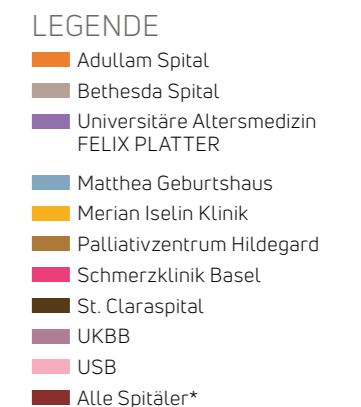 LEGENDE
Adullam Spital
Bethesda Spital
Universitäre Altersmedizin
FELIX PLATTER
Matthea Geburtshaus
Merian Iselin Klinik
Palliativzentrum Hildegard
Schmerzklinik Basel
St. Claraspital
UKBB
USB
Alle Spitäler*